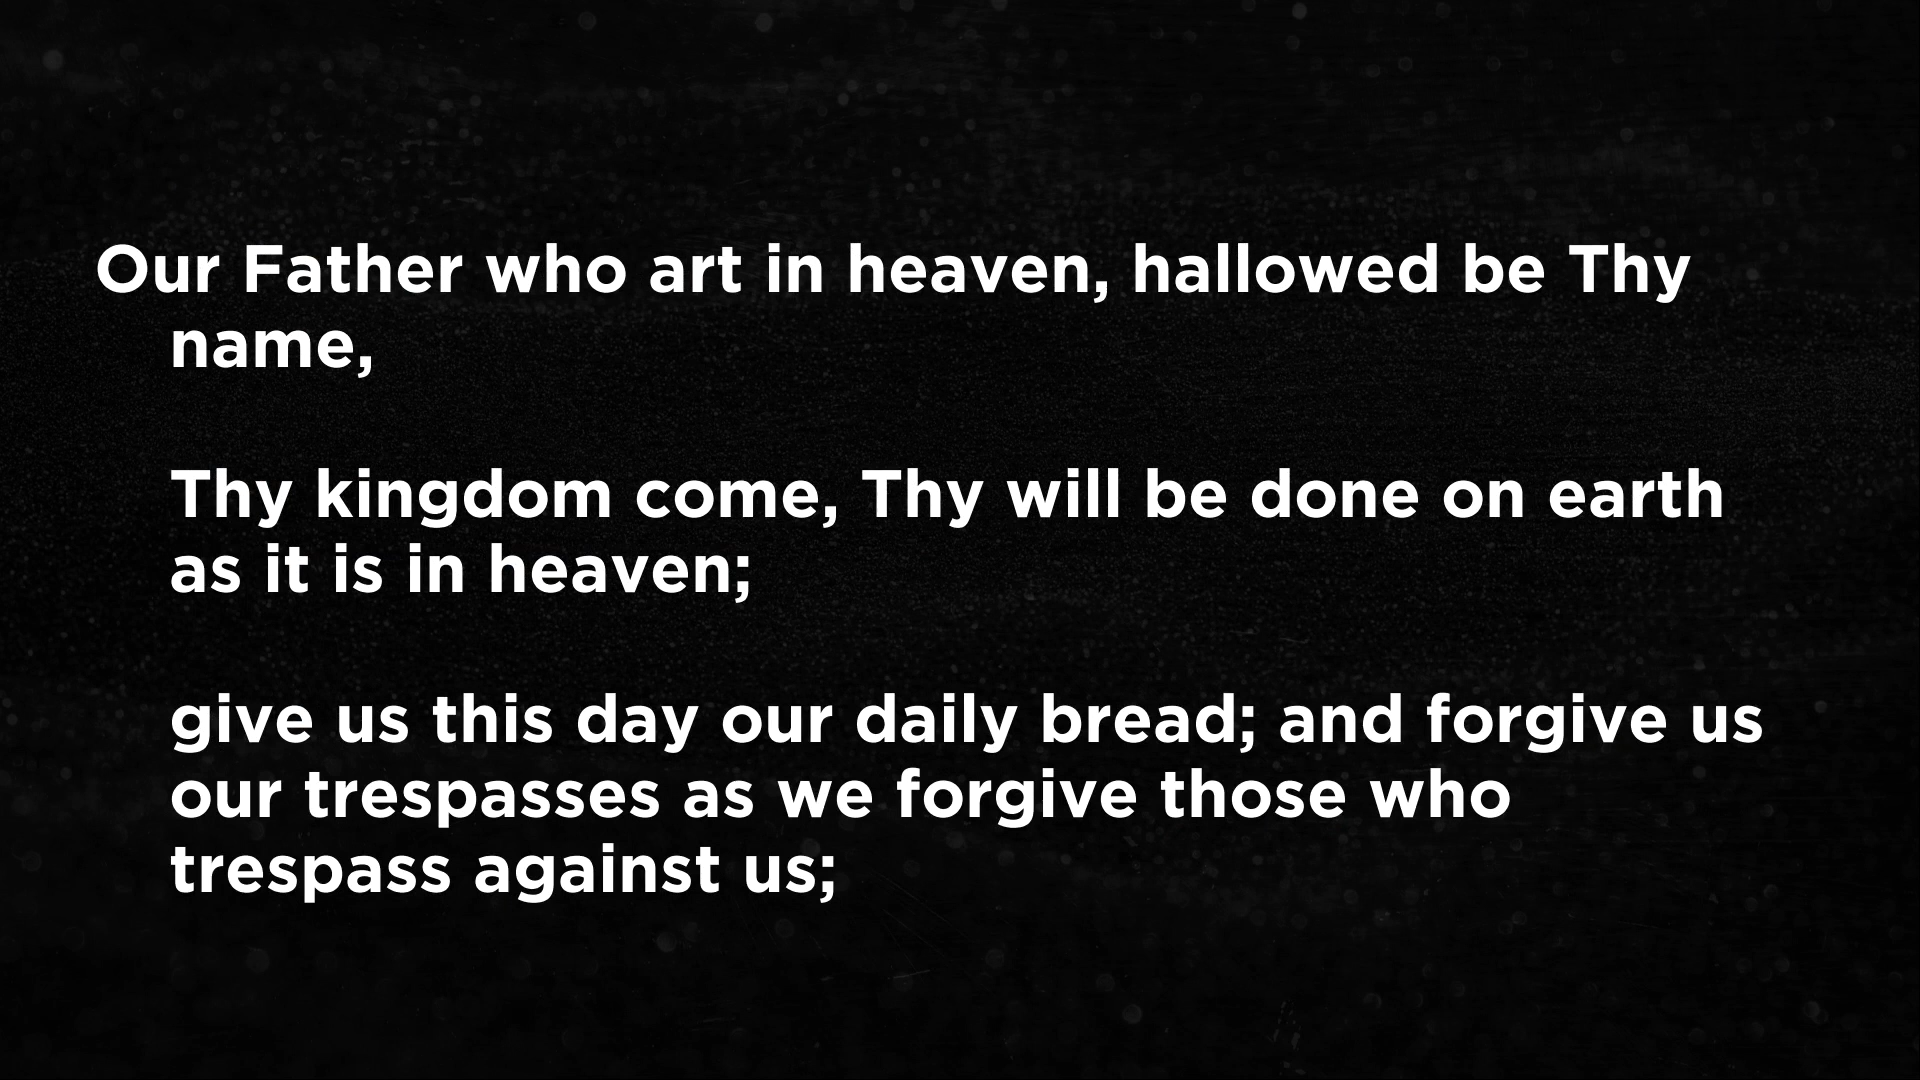 Our Father who art in heaven, hallowed be Thy
name,
Thy kingdom come, Thy will be done on earth
as it is in heaven;
give us this day our daily bread; and forgive us
our trespasses as we forgive those who
trespass against us;